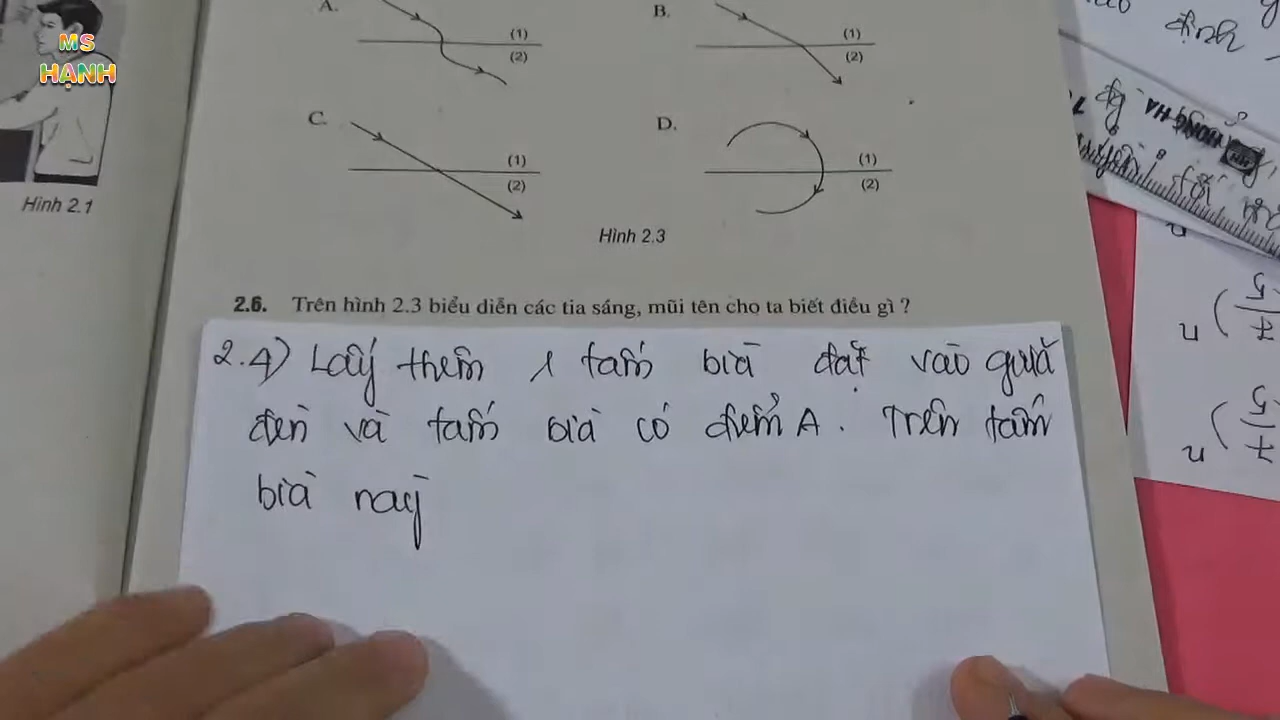 MS
HẠNH
Hình 2.1
A.
(1)
(2)
B.
(1)
(2)
C.
(1)
(2)
D.
(1)
(2)
Hình 2.3
2.6. Trên hình 2.3 biểu diễn các tia sáng, mũi tên cho ta biết điều gì ?
2.4) Lấy thêm 1 tấm bìa đặt vào giữa
đèn và tấm bìa có điểm A. Trên tấm
bìa này
định